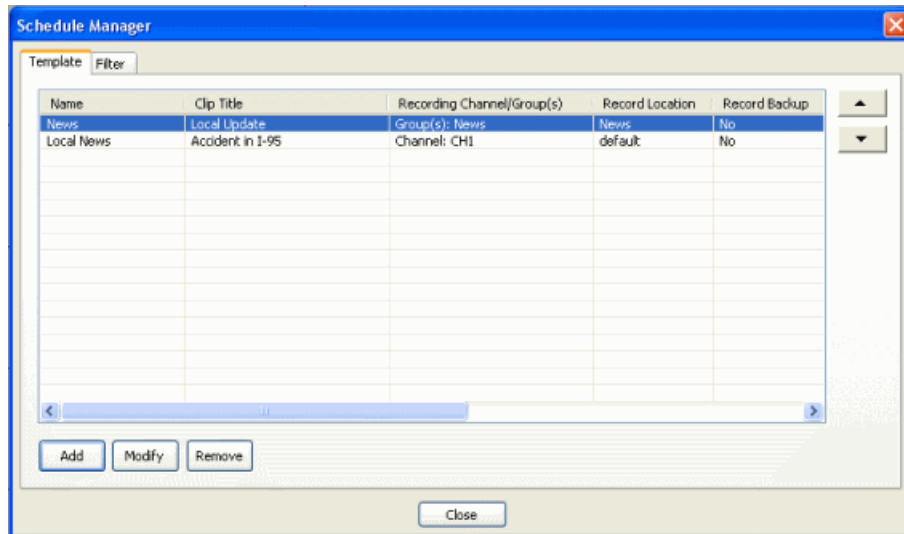 Schedule Manager
Template Filter
Name Clip Title Recording Channel/Group(s) Record Location Record Backup
News Local Update Group(s): News News No
Local News Accident in I-95 Channel: CH1 default No
Add Modify Remove
Close